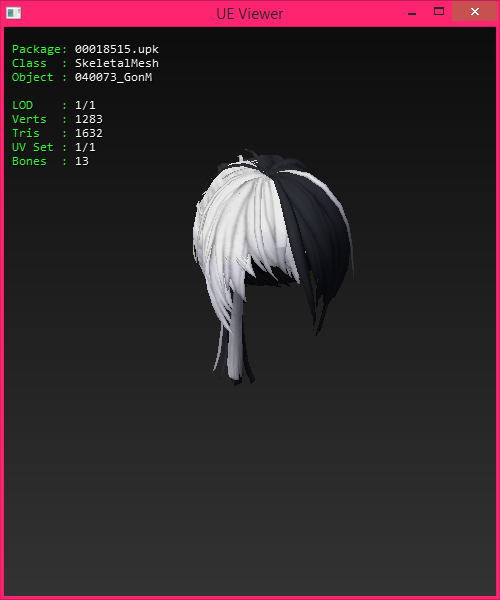 UE Viewer
Package: 00018515.upk
Class : SkeletalMesh
Object : 040073_GonM
LOD : 1/1
Verts : 1283
Tris : 1632
UV Set : 1/1
Bones : 13